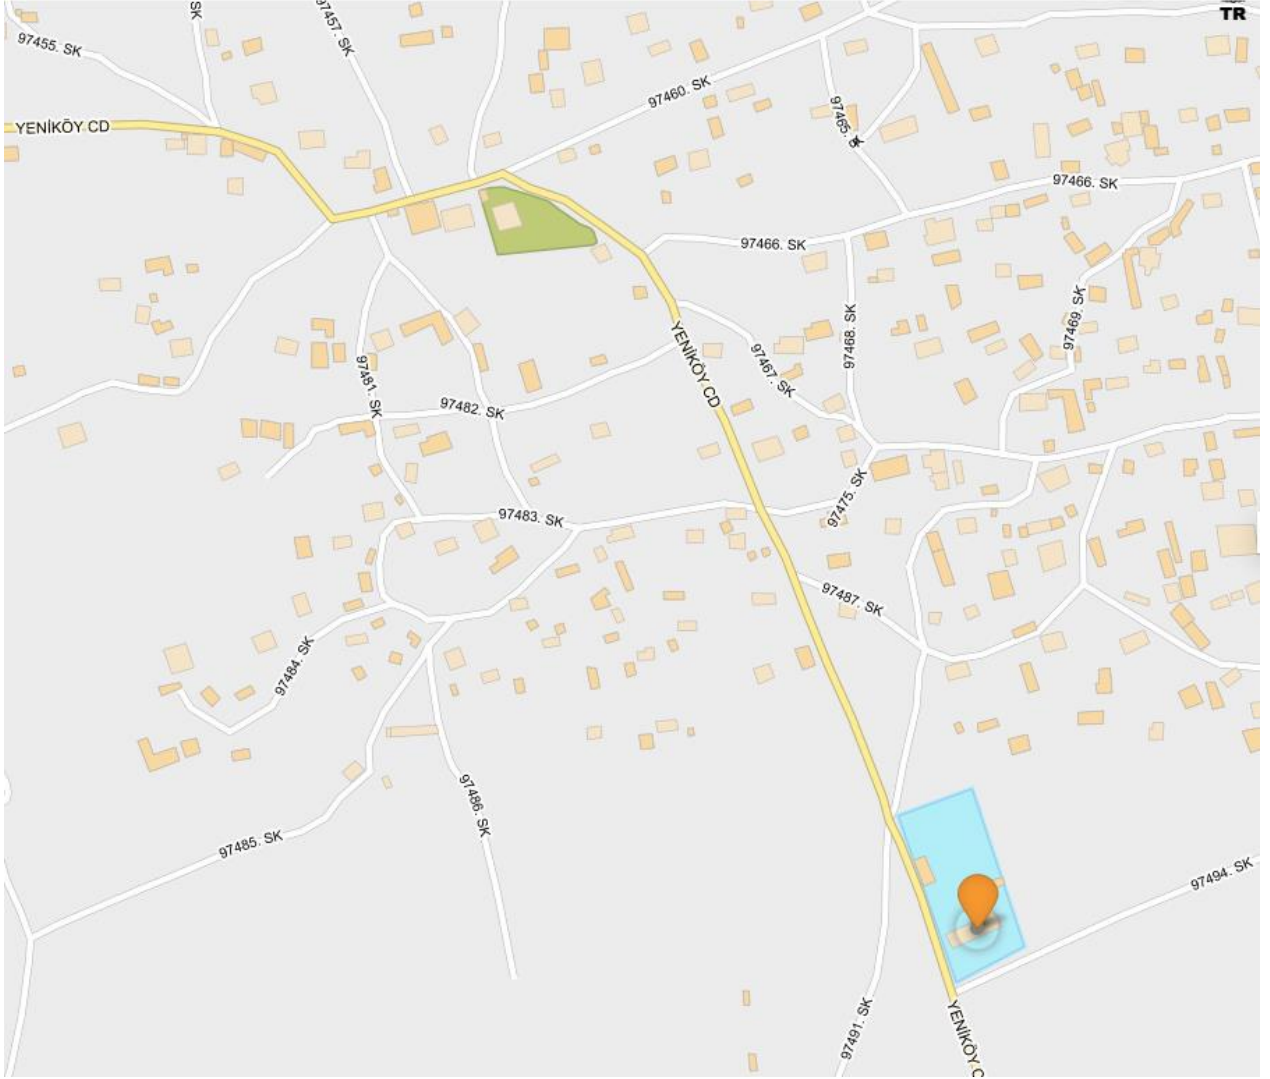 SK
97457. SK
TR
97455. SK
97460. SK
YENİKÖY CD
97465. SK
97466. SK
97466. SK
97469. SK
97468. SK
YENİKÖY CD
97467. SK
97481. SK
97482. SK
97475. SK
97483. SK
97487. SK
97484. SK
97486. SK
97485. SK
97494. SK
97491. SK
YENİKÖY C